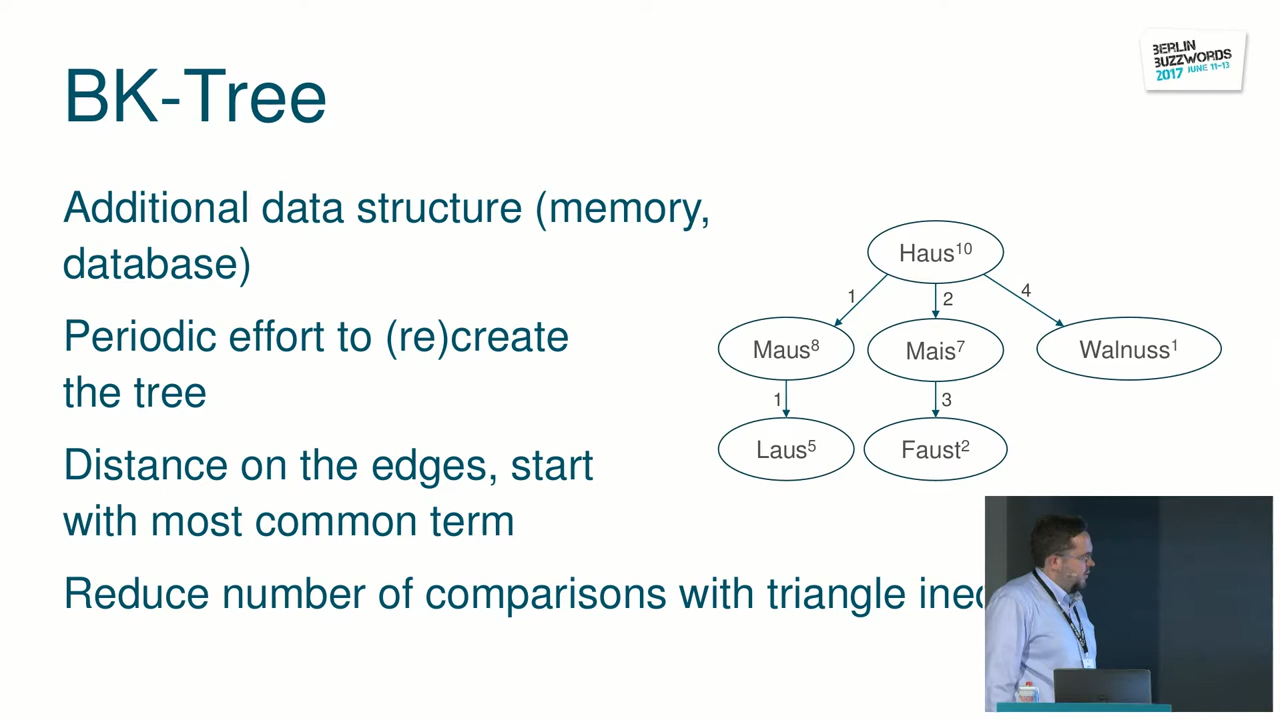 BERLIN
BUZZWORDS
2017 JUNE 11-13
BK-Tree
Additional data structure (memory,
database)
Periodic effort to (re)create
the tree
Distance on the edges, start
with most common term
Reduce number of comparisons with triangle
Haus10
1
2
4
Maus8
Mais7
Walnuss1
1
3
Laus5
Faust2